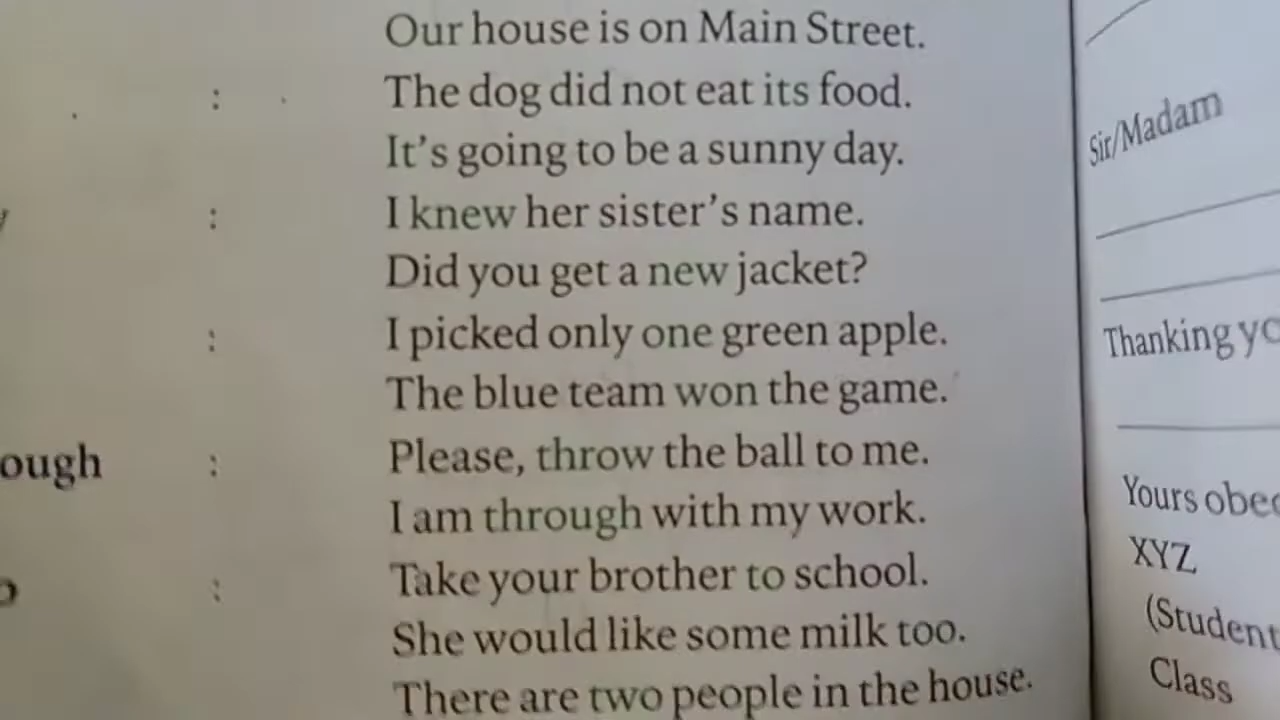 Our house is on Main Street.
: The dog did not eat its food.
It's going to be a sunny day.
: I knew her sister's name.
Did you get a new jacket?
: I picked only one green apple.
The blue team won the game.
ough : Please, throw the ball to me.
I am through with my work.
: Take your brother to school.
She would like some milk too.
There are two people in the house.
Sir/Madam
Thanking yo
Yours obed
XYZ
(Student
Class